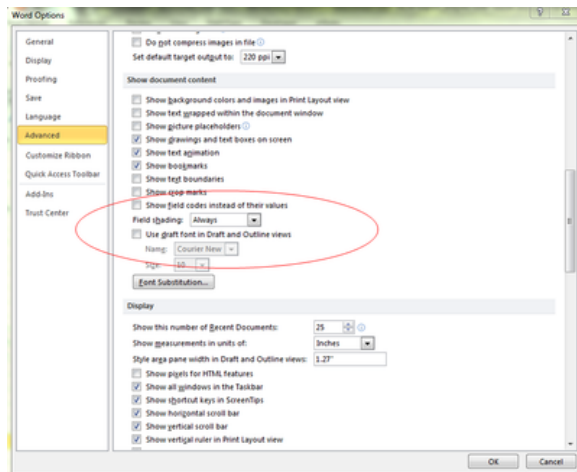 Word Options
General
Display
Proofing
Save
Language
Advanced
Customize Ribbon
Quick Access Toolbar
Add-Ins
Trust Center
Do not compress images in file
Set default target output to: 220 ppi
Show document content
Show background colors and images in Print Layout view
Show text wrapped within the document window
Show picture placeholders
Show drawings and text boxes on screen
Show text animation
Show bookmarks
Show text boundaries
Show crop marks
Show field codes instead of their values
Field shading: Always
Use draft font in Draft and Outline views
Name: Courier New
Size: 10
Font Substitution...
Display
Show this number of Recent Documents: 25
Show measurements in units of: Inches
Style area pane width in Draft and Outline views: 1.27"
Show pixels for HTML features
Show all windows in the Taskbar
Show shortcut keys in ScreenTips
Show horizontal scroll bar
Show vertical scroll bar
Show vertical ruler in Print Layout view
OK Cancel